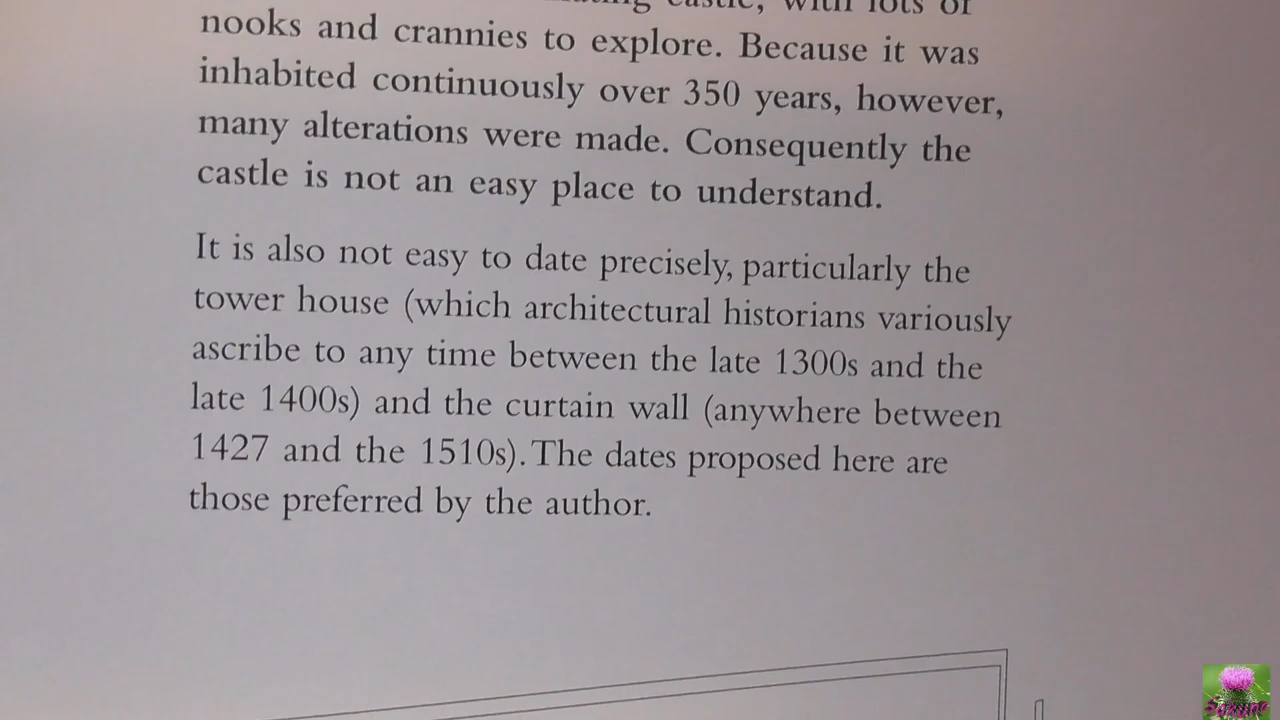 castle, with lots of
nooks and crannies to explore. Because it was
inhabited continuously over 350 years, however,
many alterations were made. Consequently the
castle is not an easy place to understand.
It is also not easy to date precisely, particularly the
tower house (which architectural historians variously
ascribe to any time between the late 1300s and the
late 1400s) and the curtain wall (anywhere between
1427 and the 1510s). The dates proposed here are
those preferred by the author.